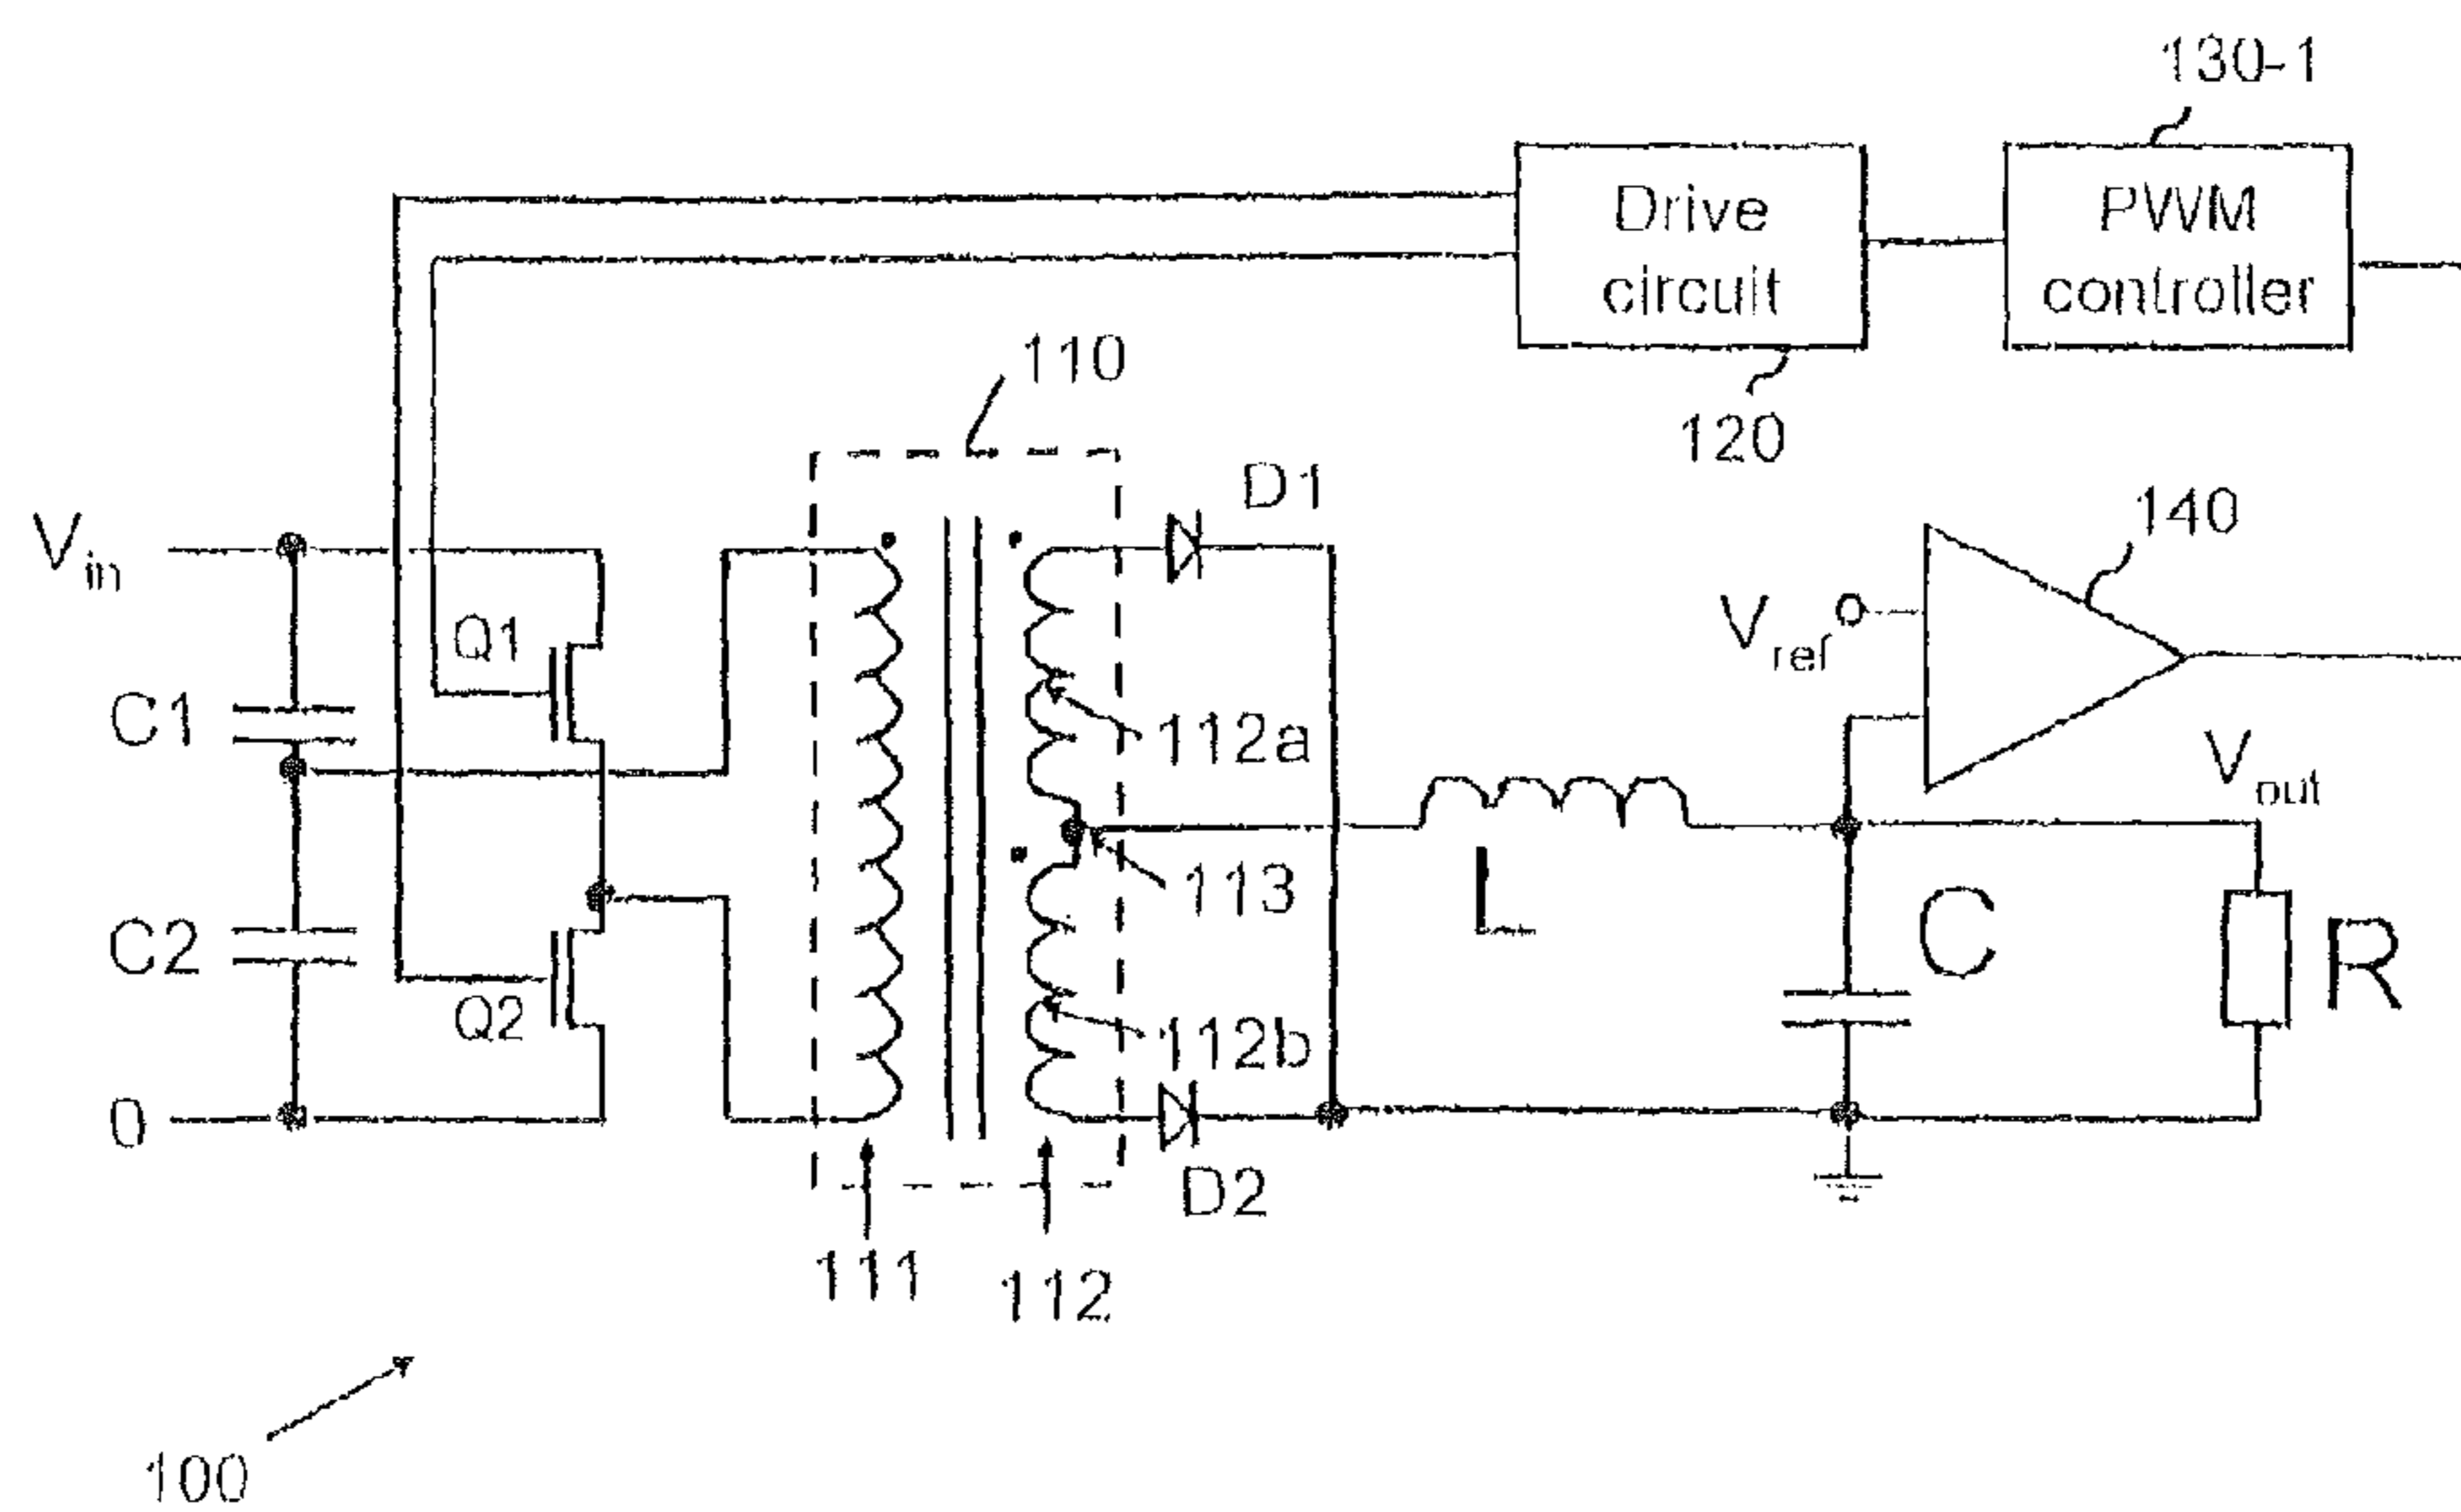 130-1
Drive
circuit
PWM
controller
110
120
D1
140
Vin
Q1
Vref
C1
112a
Vout
113
L
C
R
C2
Q2
112b
0
D2
111
112
100